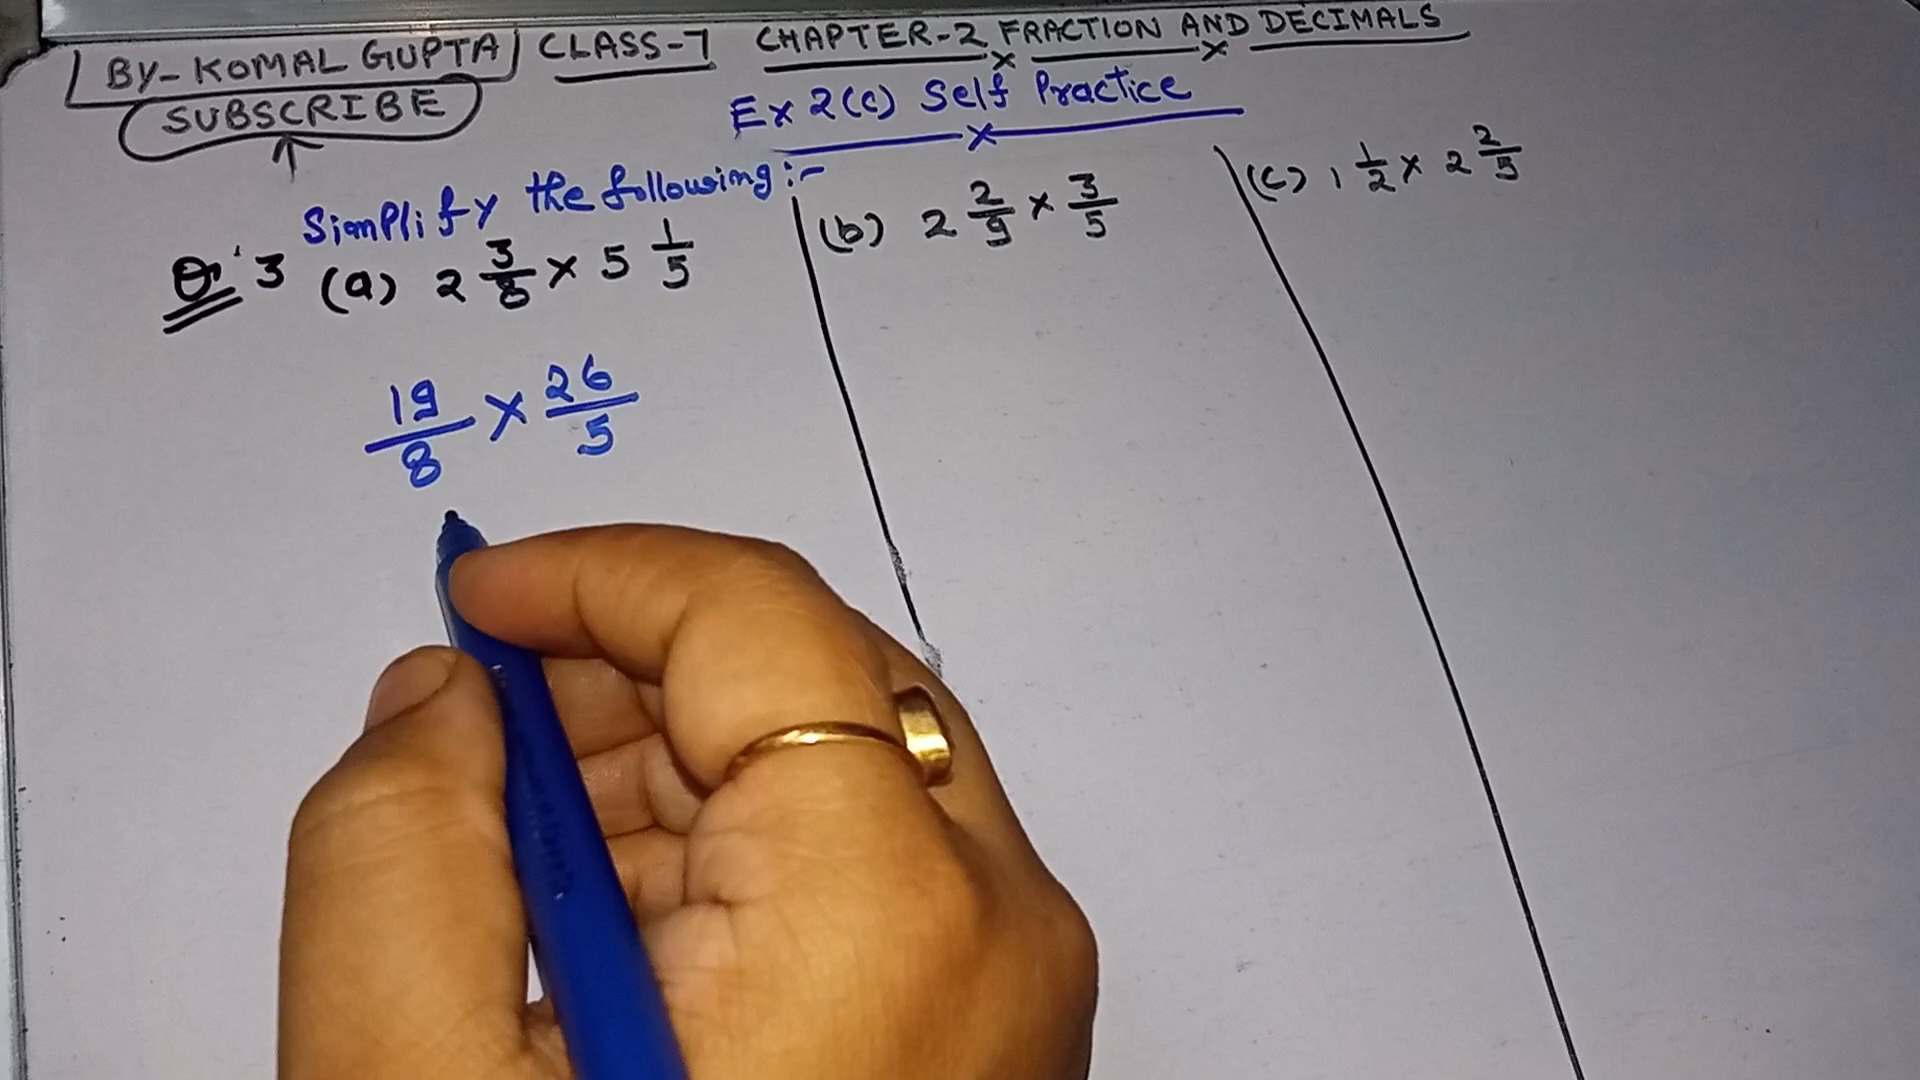 BY- KOMAL GUPTA CLASS-7 CHAPTER-2 FRACTION AND DECIMALS
SUBSCRIBE
Ex 2(c) Self Practice
Simplify the following:-
Q.3 (a) 2 3/8 × 5 1/5
(b) 2 2/9 × 3/5
(c) 1 1/2 × 2 2/5
19/8 × 26/5